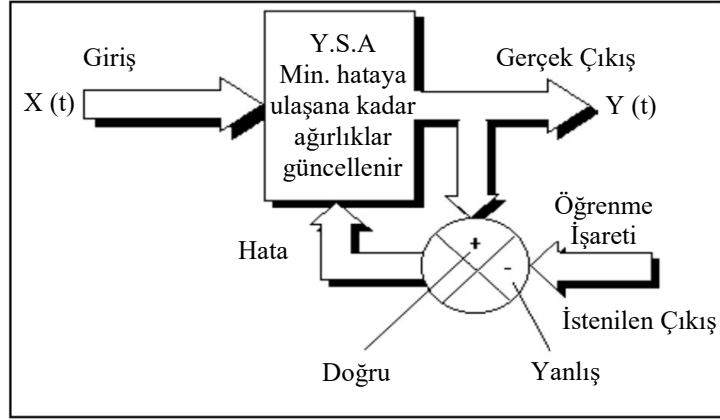 Giriş
X (t)
Y.S.A
Min. hataya
ulaşana kadar
ağırlıklar
güncellenir
Gerçek Çıkış
Y (t)
Hata
+
-
Öğrenme
İşareti
İstenilen Çıkış
Doğru
Yanlış